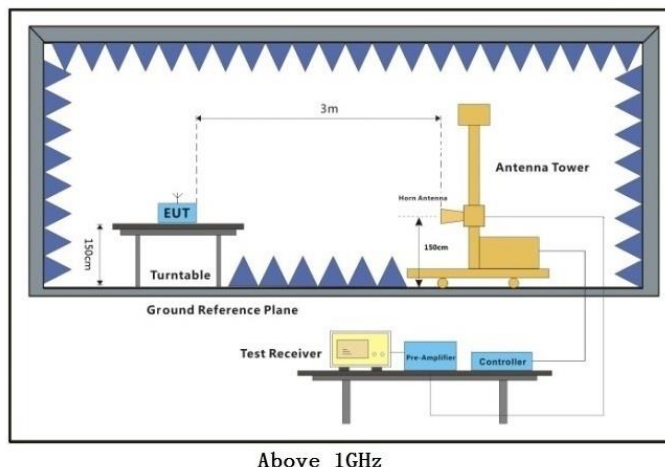 3m
Antenna Tower
Horn Antenna
EUT
150cm
150cm
Turntable
Ground Reference Plane
Test Receiver
Pre-Amplifier
Controller
Above 1GHz